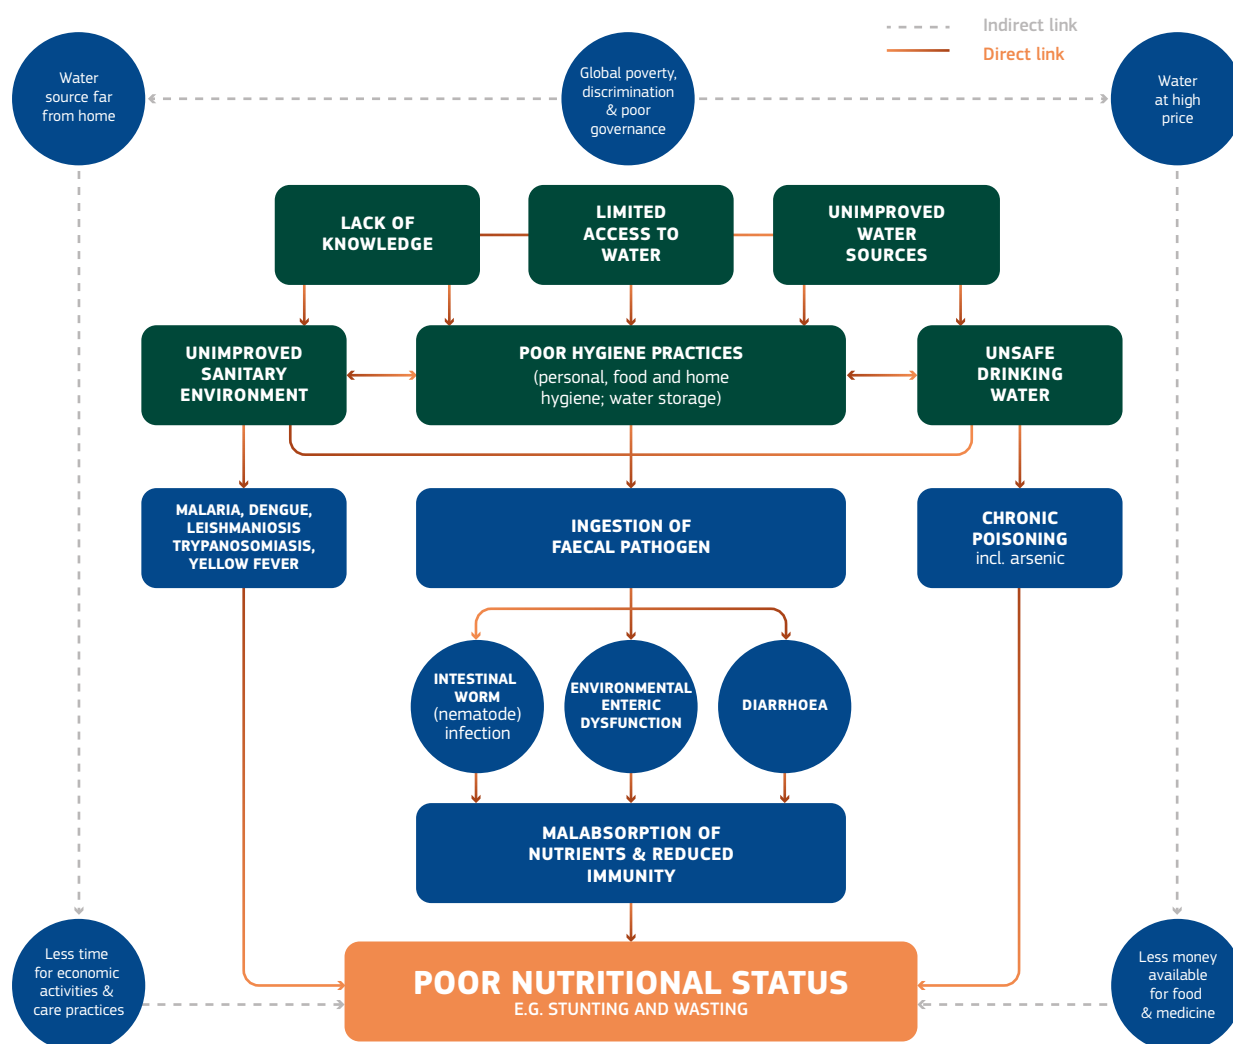 Indirect link
Direct link
Water
source far
from home
Global poverty,
discrimination
& poor
governance
Water
at high
price
LACK OF
KNOWLEDGE
LIMITED
ACCESS TO
WATER
UNIMPROVED
WATER
SOURCES
UNIMPROVED
SANITARY
ENVIRONMENT
POOR HYGIENE PRACTICES
(personal, food and home
hygiene; water storage)
UNSAFE
DRINKING
WATER
MALARIA, DENGUE,
LEISHMANIOSIS
TRYPANOSOMIASIS,
YELLOW FEVER
INGESTION OF
FAECAL PATHOGEN
CHRONIC
POISONING
incl. arsenic
INTESTINAL
WORM
(nematode)
infection
ENVIRONMENTAL
ENTERIC
DYSFUNCTION
DIARRHOEA
MALABSORPTION OF
NUTRIENTS & REDUCED
IMMUNITY
Less time
for economic
activities &
care practices
POOR NUTRITIONAL STATUS
E.G. STUNTING AND WASTING
Less money
available
for food
& medicine